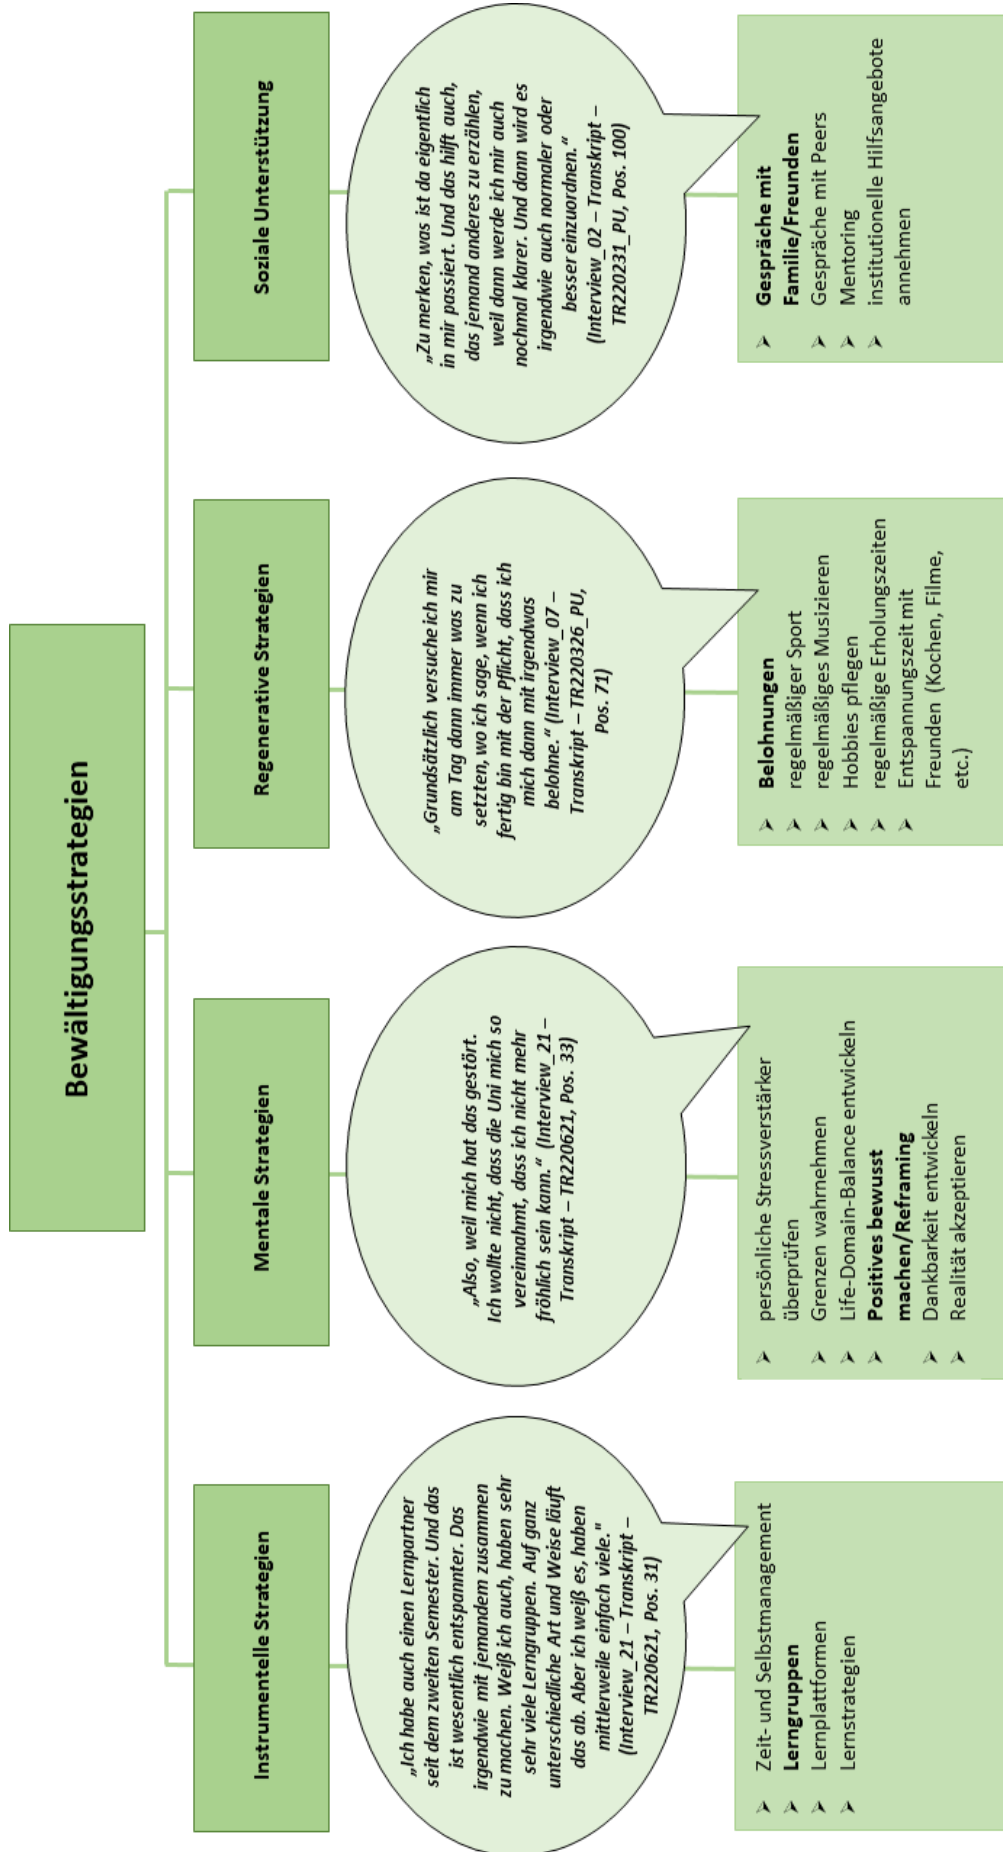 Bewältigungsstrategien
Instrumentelle Strategien
Mentale Strategien
Regenerative Strategien
Soziale Unterstützung
„Ich habe auch einen Lernpartner
seit dem zweiten Semester. Und das
ist wesentlich entspannter. Das
irgendwie mit jemandem zusammen
zu machen. Weiß ich auch, haben sehr
sehr viele Lerngruppen. Auf ganz
unterschiedliche Art und Weise läuft
das ab. Aber ich weiß es, haben
mittlerweile einfach viele."
(Interview_21 – Transkript –
TR220621, Pos. 31)
„Also, weil mich hat das gestört.
Ich wollte nicht, dass die Uni mich so
vereinnahmt, dass ich nicht mehr
fröhlich sein kann.“ (Interview_21 –
Transkript – TR220621, Pos. 33)
„Grundsätzlich versuche ich mir
am Tag dann immer was zu
setzten, wo ich sage, wenn ich
fertig bin mit der Pflicht, dass ich
mich dann mit irgendwas
belohne.“ (Interview_07 –
Transkript – TR220326_PU,
Pos. 71)
„Zu merken, was ist da eigentlich
in mir passiert. Und das hilft auch,
das jemand anderes zu erzählen,
weil dann werde ich mir auch
nochmal klarer. Und dann wird es
irgendwie auch normaler oder
besser einzuordnen.“
(Interview_02 – Transkript –
TR220231_PU, Pos. 100)
➢ Zeit- und Selbstmanagement
➢ Lerngruppen
➢ Lernplattformen
➢ Lernstrategien
➢ persönliche Stressverstärker
überprüfen
➢ Grenzen wahrnehmen
➢ Life-Domain-Balance entwickeln
➢ Positives bewusst
machen/Reframing
➢ Dankbarkeit entwickeln
➢ Realität akzeptieren
➢ Belohnungen
➢ regelmäßiger Sport
➢ regelmäßiges Musizieren
➢ Hobbies pflegen
➢ regelmäßige Erholungszeiten
➢ Entspannungszeit mit
Freunden (Kochen, Filme,
etc.)
➢ Gespräche mit
Familie/Freunden
➢ Gespräche mit Peers
➢ Mentoring
➢ institutionelle Hilfsangebote
annehmen